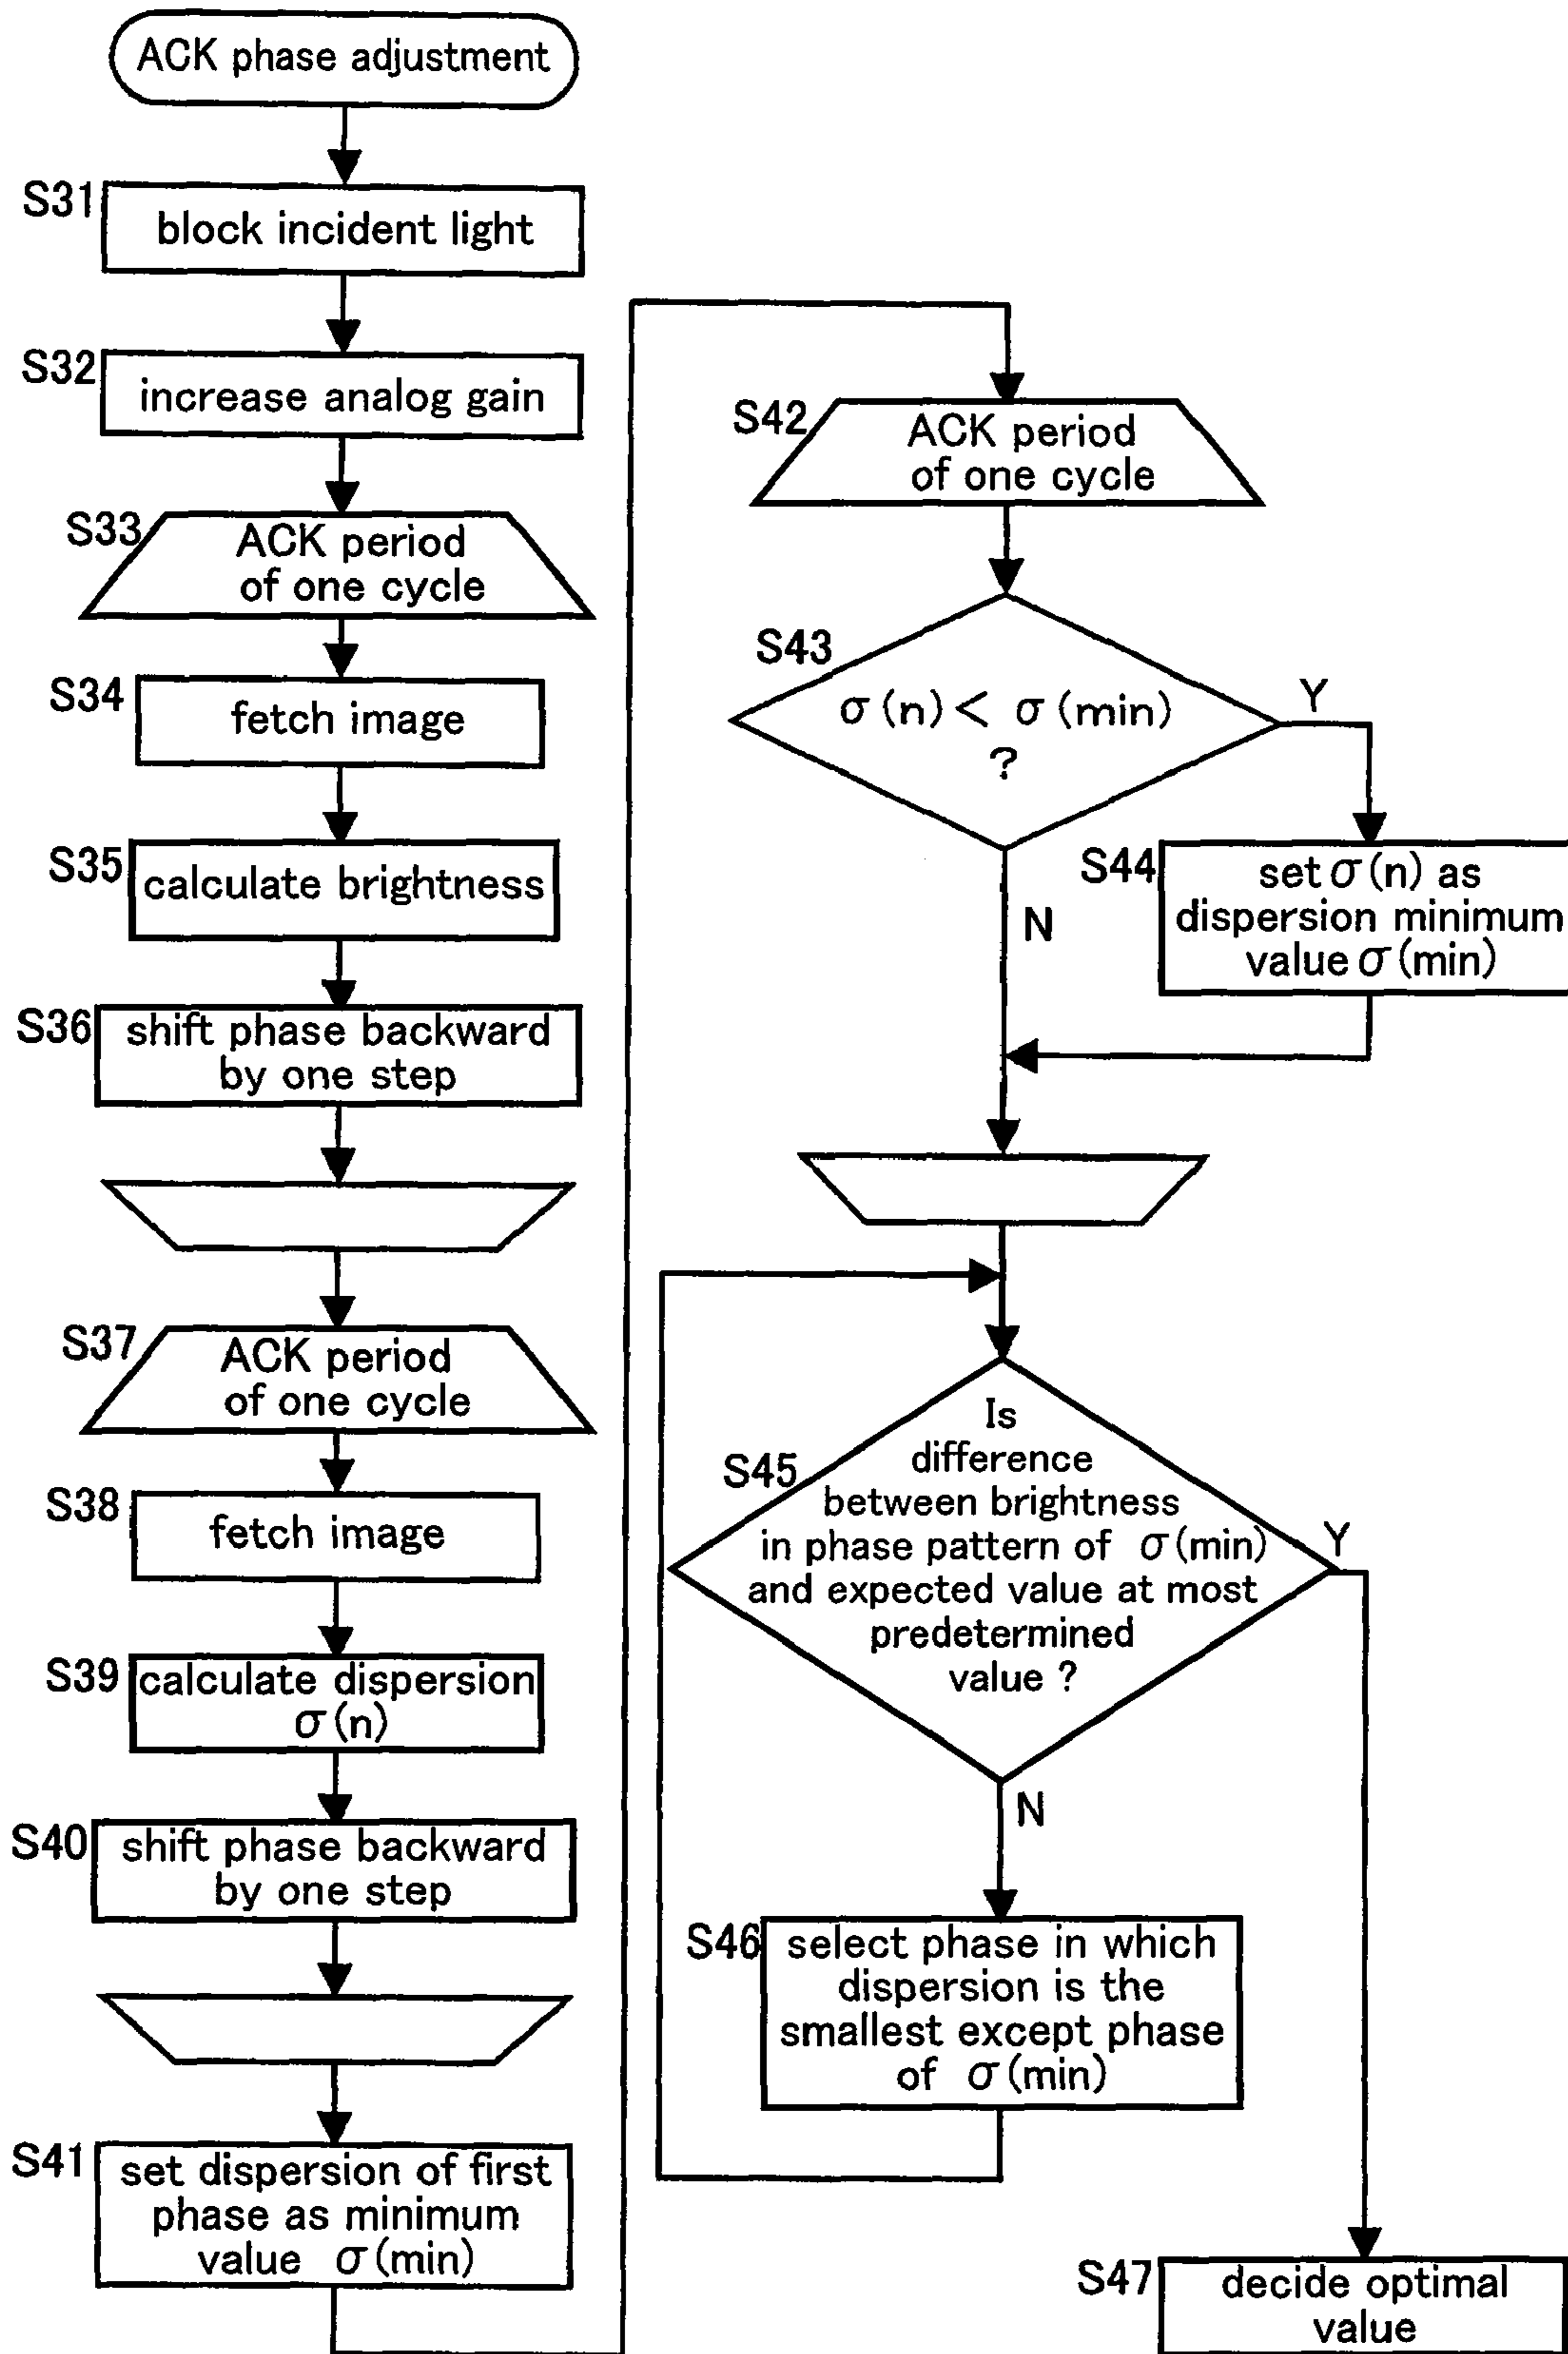 ACK phase adjustment
S31
block incident light
S32
increase analog gain
S33
ACK period
of one cycle
S34
fetch image
S35
calculate brightness
S36
shift phase backward
by one step
S37
ACK period
of one cycle
S38
fetch image
S39
calculate dispersion
σ(n)
S40
shift phase backward
by one step
S41
set dispersion of first
phase as minimum
value σ(min)
S42
ACK period
of one cycle
S43
σ(n) < σ(min)
?
Y
N
S44
set σ(n) as
dispersion minimum
value σ(min)
S45
Is
difference
between brightness
in phase pattern of σ(min)
and expected value at most
predetermined
value ?
Y
N
S46
select phase in which
dispersion is the
smallest except phase
of σ(min)
S47
decide optimal
value